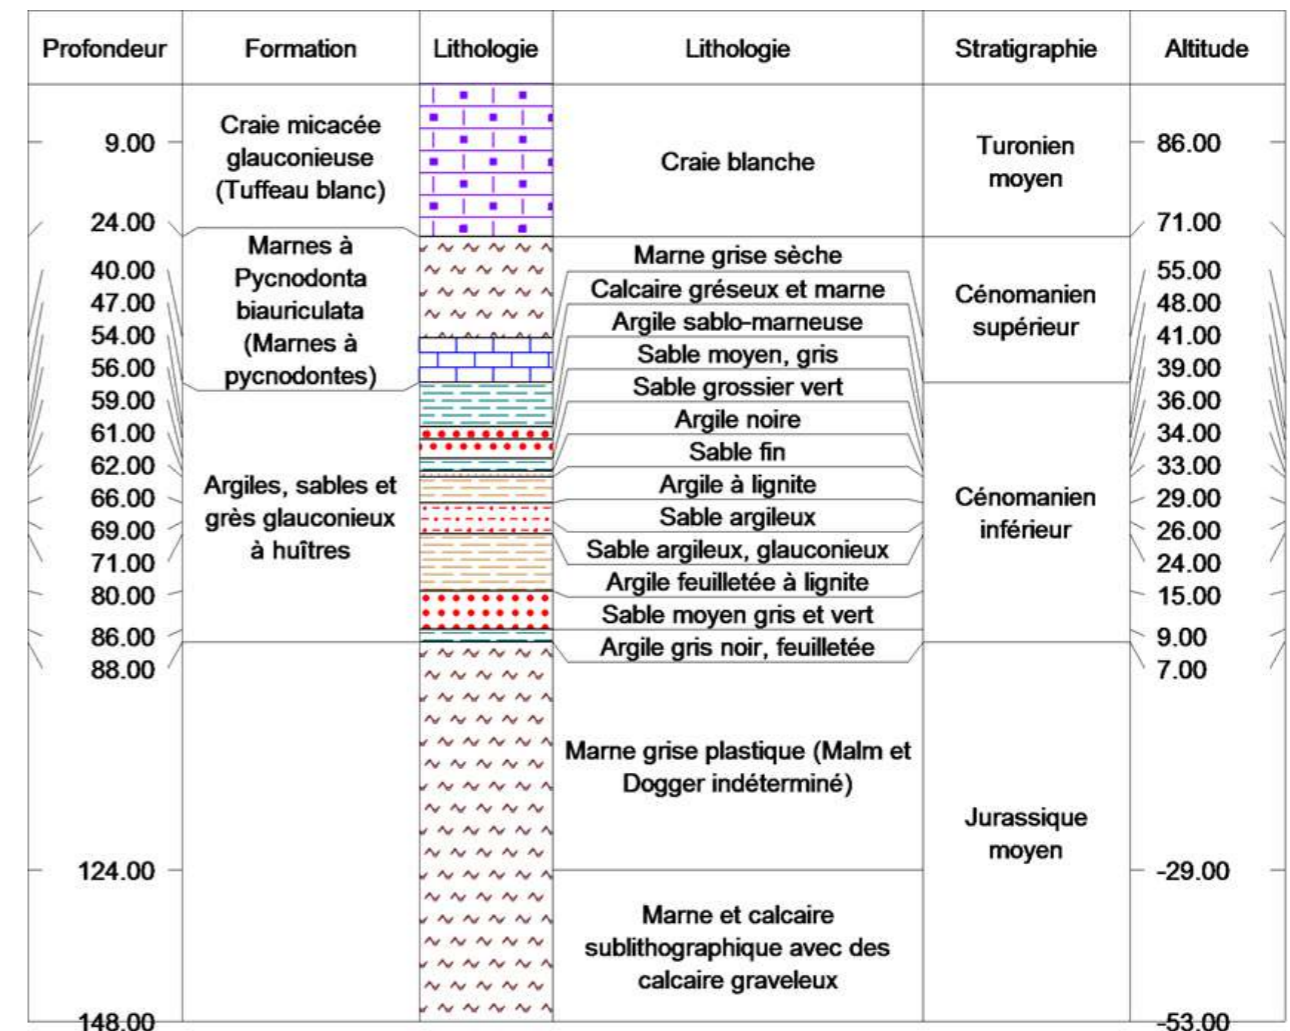 Profondeur Formation Lithologie Lithologie Stratigraphie Altitude
9.00 Craie micacée glauconieuse (Tuffeau blanc) Craie blanche Turonien moyen 86.00
24.00 71.00
Marnes à
Pycnodonta
biauriculata
(Marnes à
pycnodontes)
Marne grise sèche
40.00 55.00
Calcaire gréseux et marne
Cénomanien
supérieur
47.00 48.00
Argile sablo-marneuse
54.00 41.00
Sable moyen, gris
56.00 39.00
Sable grossier vert
59.00 36.00
Argile noire
61.00 34.00
Sable fin
62.00 33.00
Argiles, sables et
grès glauconieux
à huîtres
Argile à lignite
Cénomanien
inférieur
66.00 29.00
Sable argileux
69.00 26.00
Sable argileux, glauconieux
71.00 24.00
Argile feuilletée à lignite
80.00 15.00
Sable moyen gris et vert
86.00 9.00
Argile gris noir, feuilletée
88.00 7.00
Marne grise plastique (Malm et
Dogger indéterminé)
Jurassique
moyen
124.00 -29.00
Marne et calcaire
sublithographique avec des
calcaire graveleux
148.00 -53.00